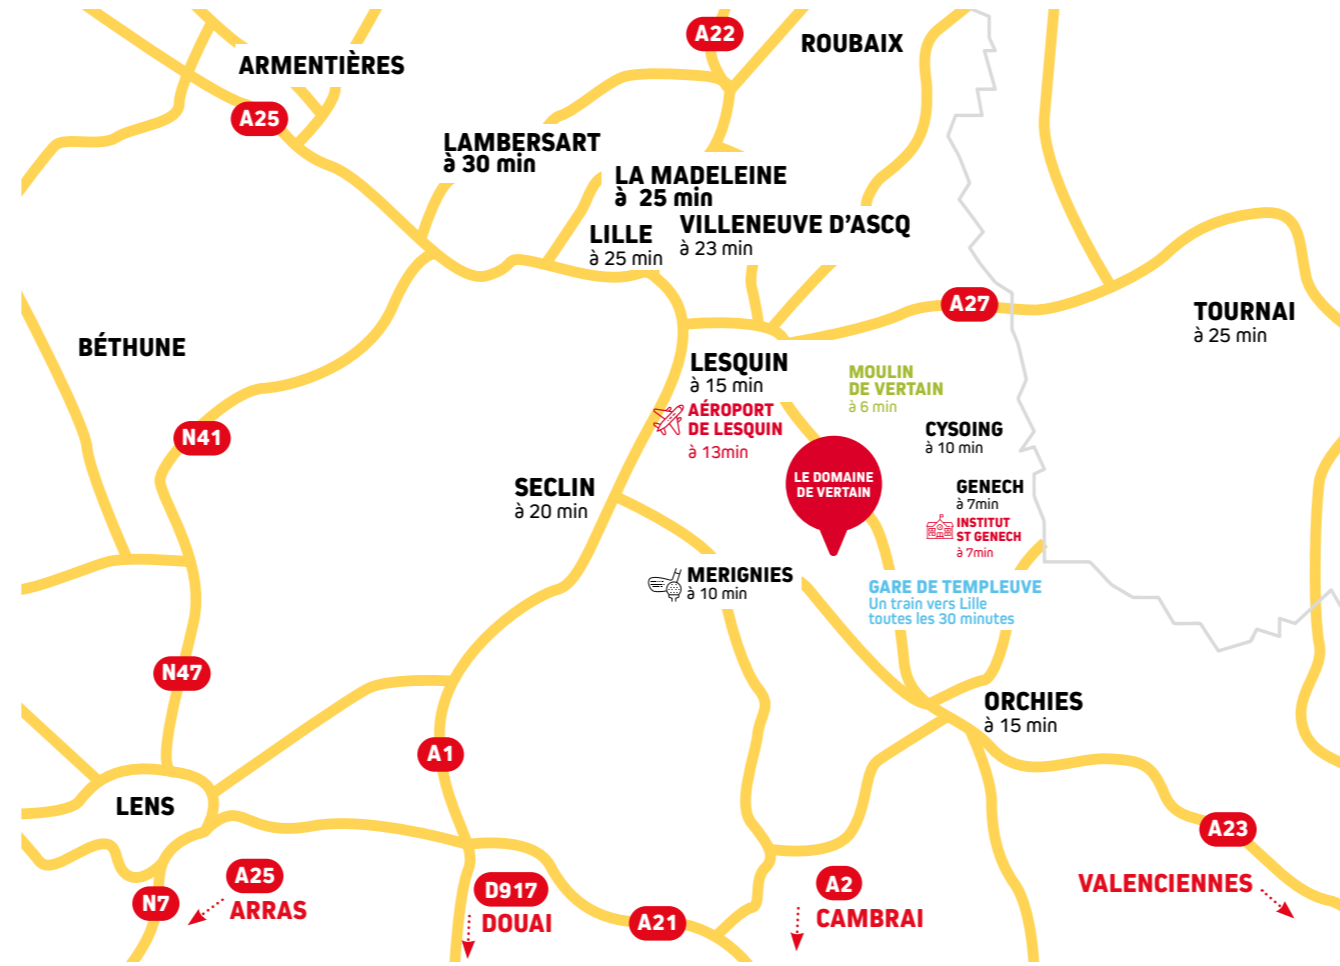 A22
ROUBAIX
ARMENTIÈRES
A25
LAMBERSART
à 30 min
LA MADELEINE
à 25 min
VILLENEUVE D'ASCQ
à 23 min
LILLE
à 25 min
A27
TOURNAI
à 25 min
BÉTHUNE
LESQUIN
à 15 min
MOULIN
DE VERTAIN
à 6 min
AÉROPORT
DE LESQUIN
à 13min
N41
CYSOING
à 10 min
LE DOMAINE
DE VERTAIN
SECLIN
à 20 min
GENECH
à 7min
INSTITUT
ST GENECH
à 7min
MERIGNIES
à 10 min
GARE DE TEMPLEUVE
Un train vers Lille
toutes les 30 minutes
N47
ORCHIES
à 15 min
A1
LENS
A23
A25
ARRAS
N7
D917
DOUAI
A21
A2
CAMBRAI
VALENCIENNES